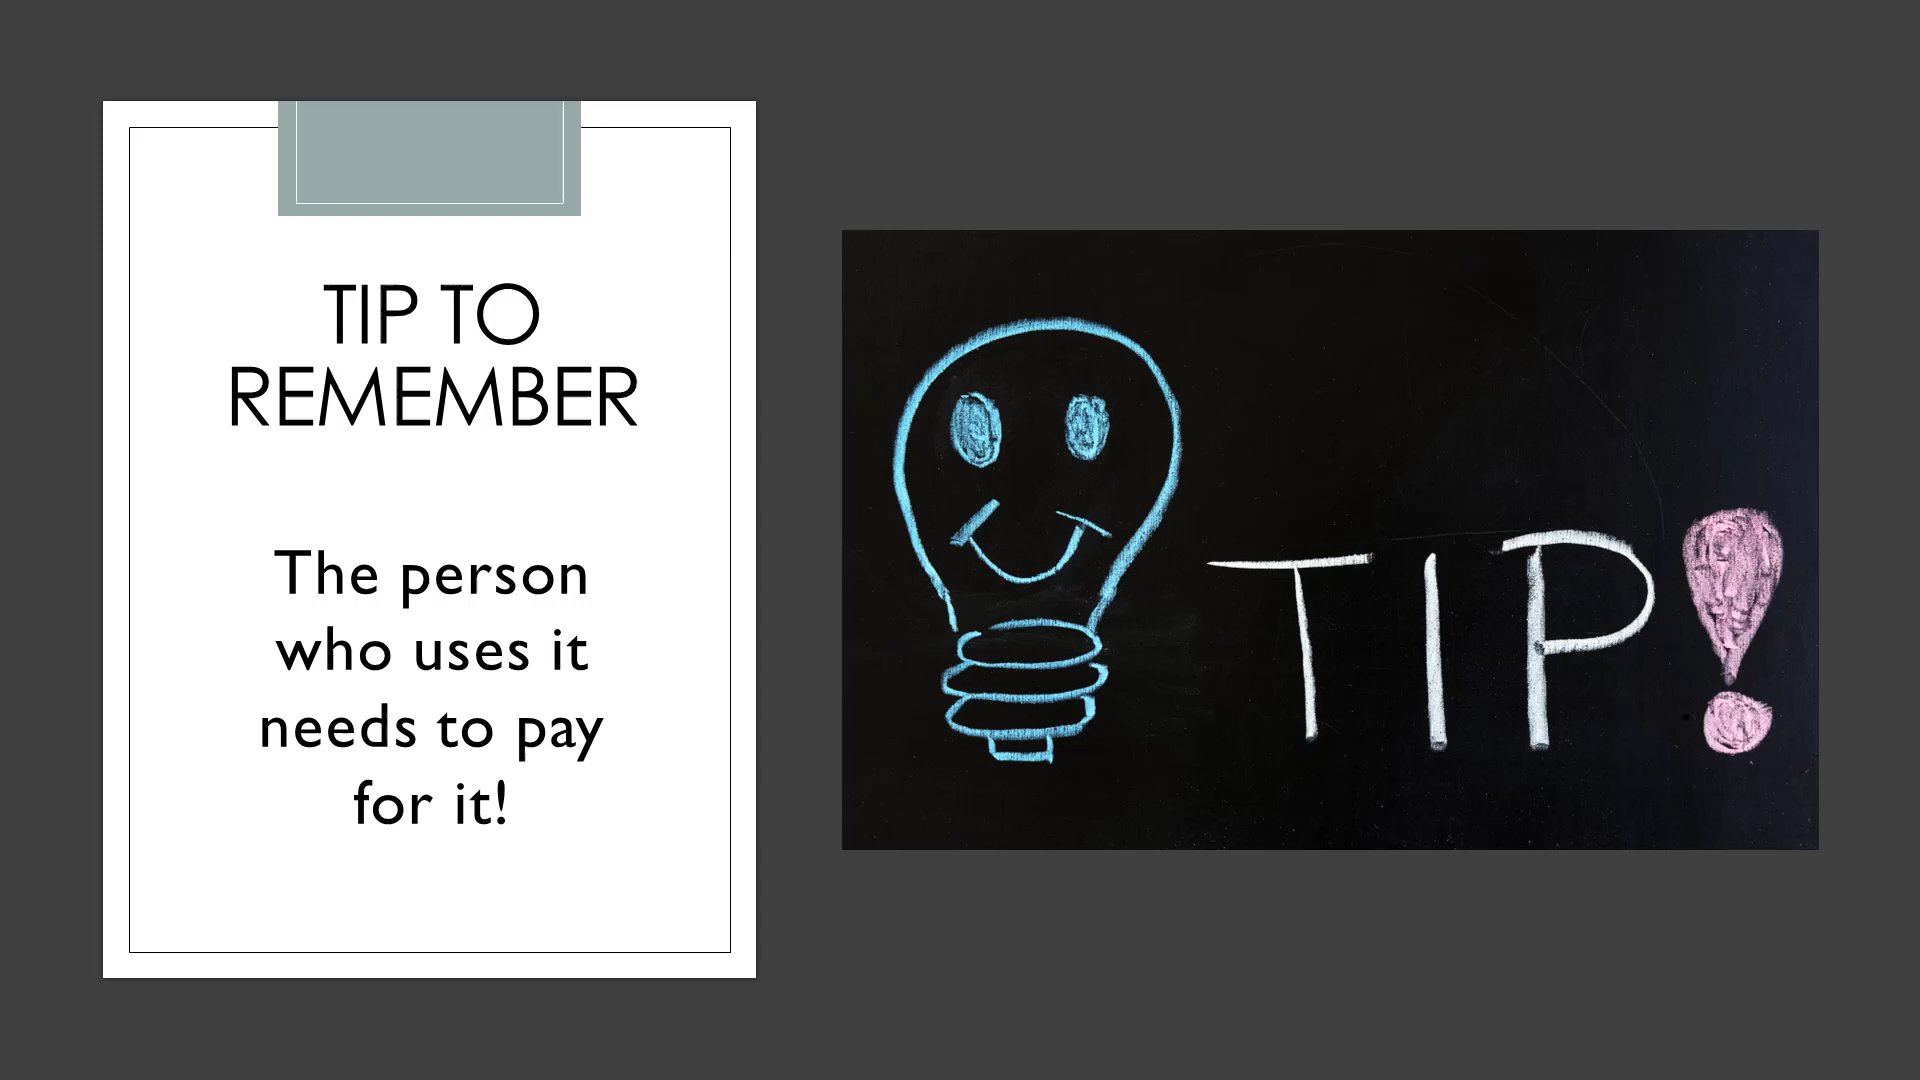 TIP TO
REMEMBER
The person
who uses it
needs to pay
for it!
TIP!